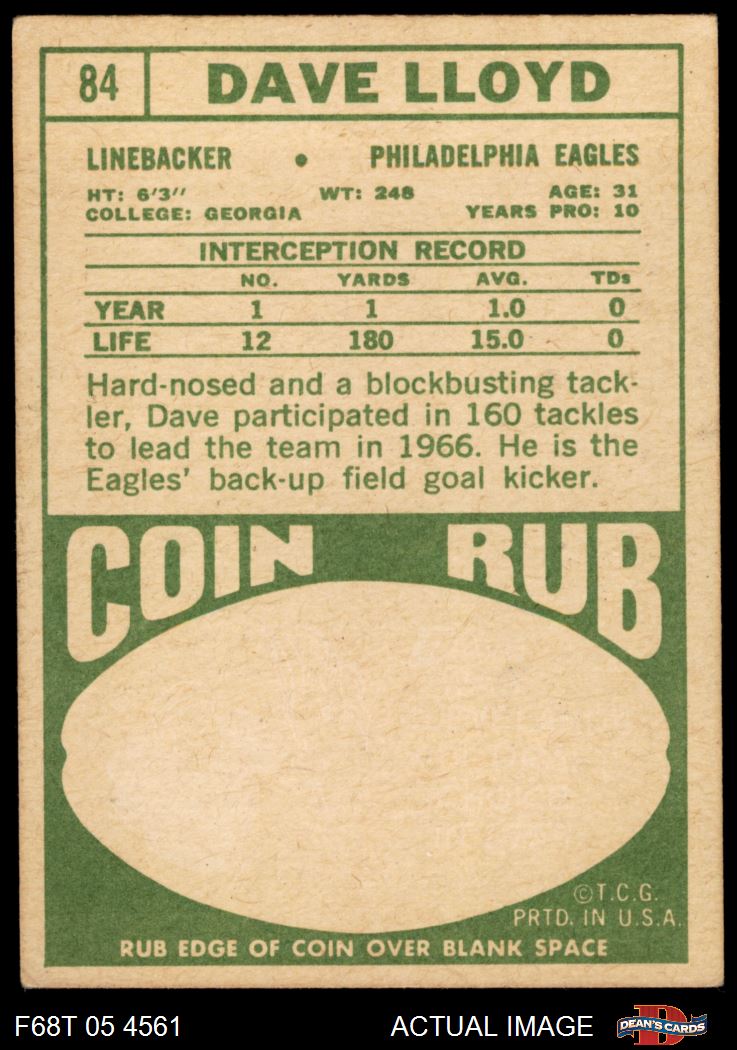 84 DAVE LLOYD
LINEBACKER • PHILADELPHIA EAGLES
HT: 6'3" WT: 248 AGE: 31
COLLEGE: GEORGIA YEARS PRO: 10
INTERCEPTION RECORD
NO. YARDS AVG. TDs
YEAR 1 1 1.0 0
LIFE 12 180 15.0 0
Hard-nosed and a blockbusting tack-
ler, Dave participated in 160 tackles
to lead the team in 1966. He is the
Eagles' back-up field goal kicker.
COIN RUB
©T.C.G.
PRTD. IN U.S.A.
RUB EDGE OF COIN OVER BLANK SPACE
F68T 05 4561 ACTUAL IMAGE D DEAN'S CARDS